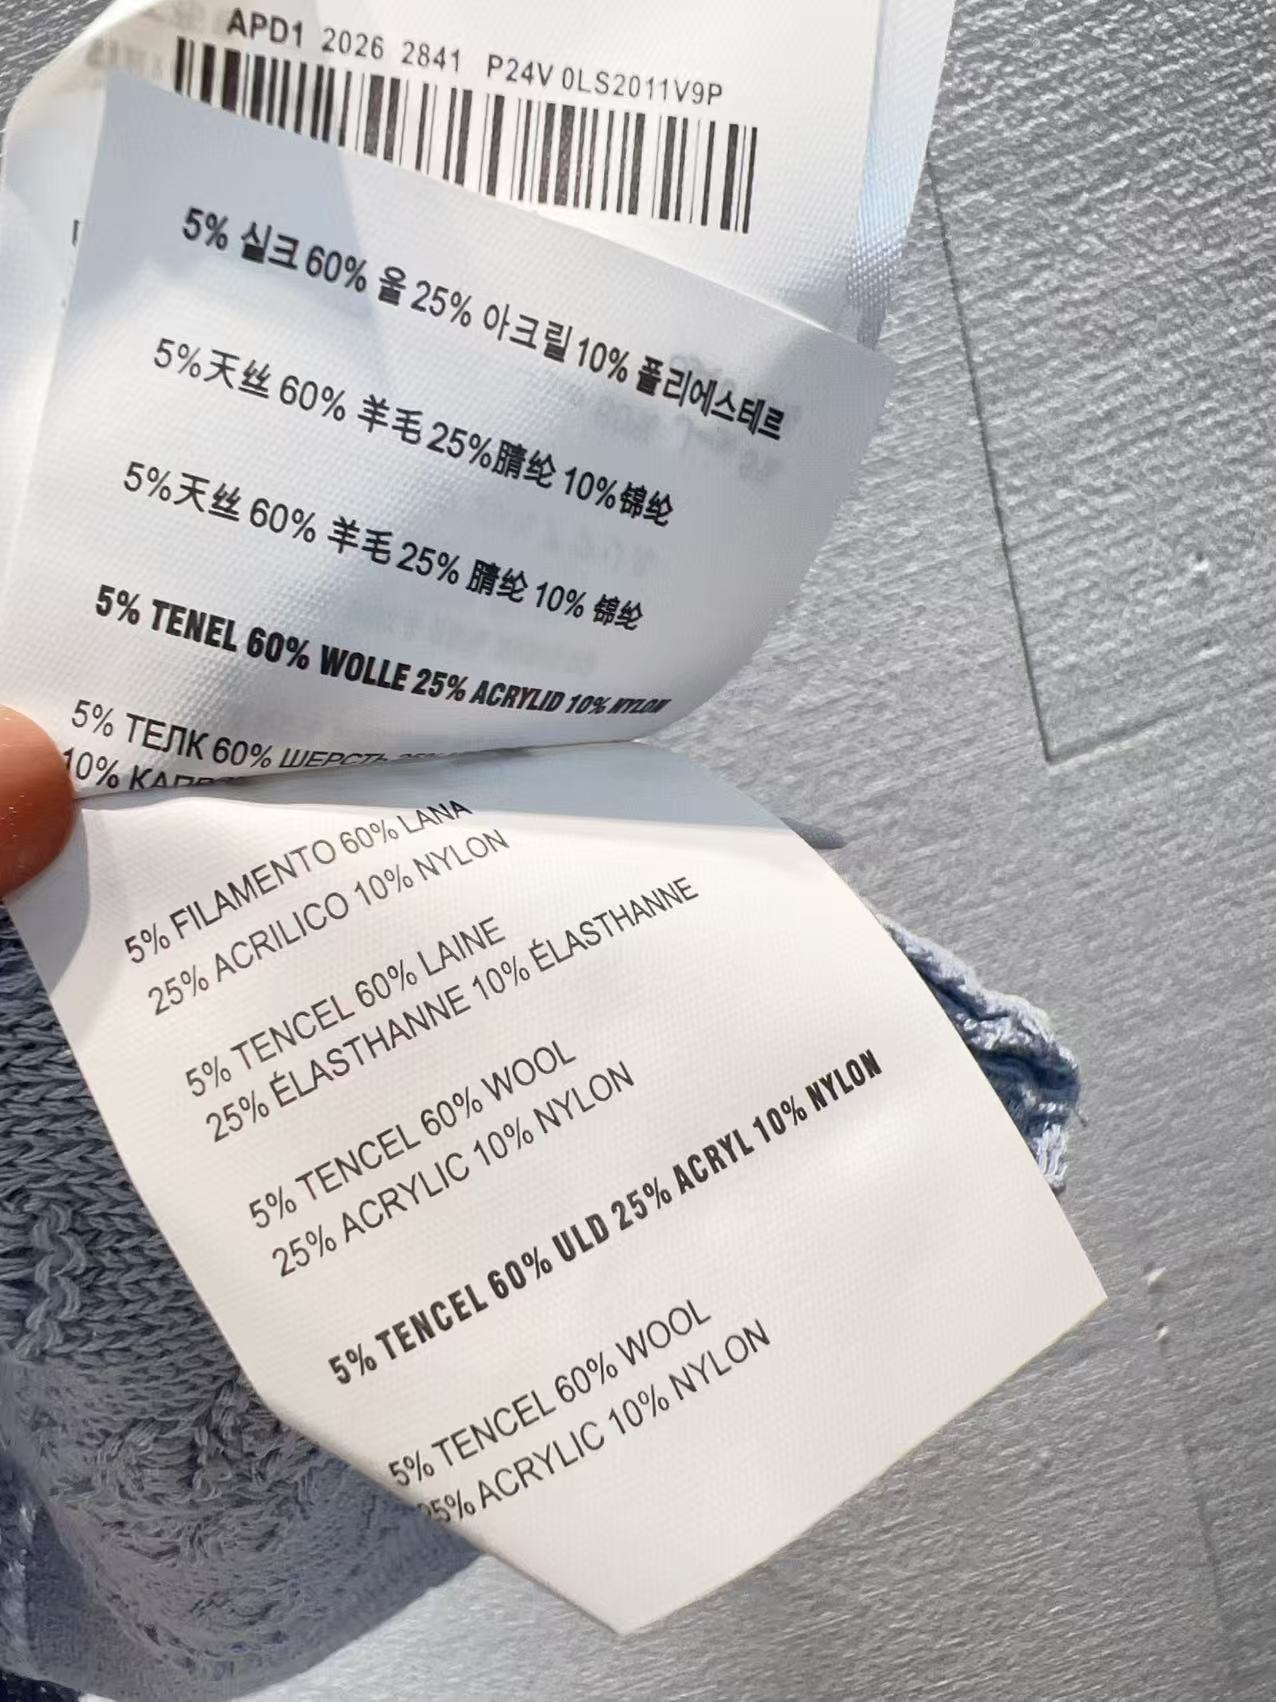 APD1 2026 2841 P24V 0LS2011V9P
5% 실크 60% 울 25% 아크릴 10% 폴리에스테르
5%天丝 60% 羊毛 25%腈纶 10%锦纶
5%天丝 60% 羊毛 25% 腈纶 10% 锦纶
5% TENEL 60% WOLLE 25% ACRYLID 10% NYLON
5% ТЕЛК 60% ШЕРСТЬ
10%
5% FILAMENTO 60% LANA
25% ACRILICO 10% NYLON
5% TENCEL 60% LAINE
25% ÉLASTHANNE 10% ÉLASTHANNE
5% TENCEL 60% WOOL
25% ACRYLIC 10% NYLON
5% TENCEL 60% ULD 25% ACRYL 10% NYLON
5% TENCEL 60% WOOL
25% ACRYLIC 10% NYLON